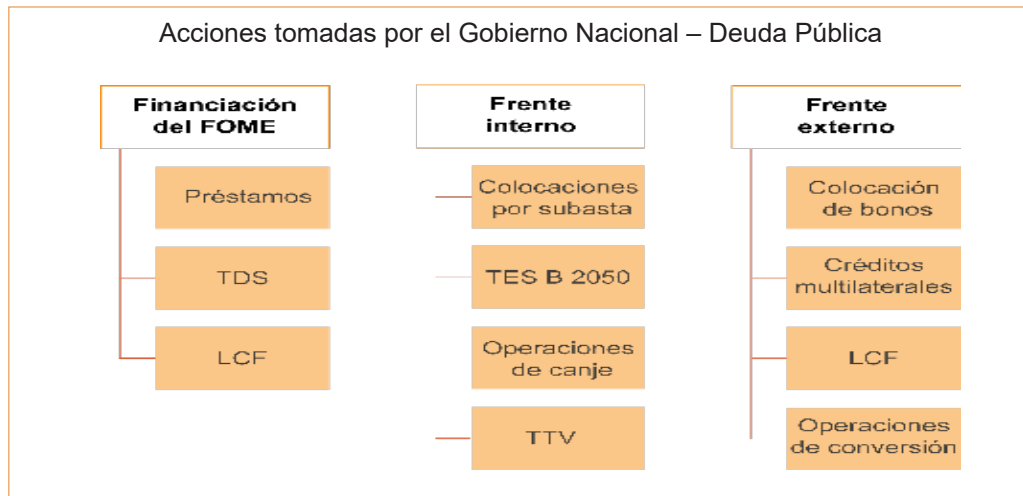 Acciones tomadas por el Gobierno Nacional – Deuda Pública
Financiación
del FOME
Préstamos
TDS
LCF
Frente
interno
Colocaciones
por subasta
TES B 2050
Operaciones
de canje
TTV
Frente
externo
Colocación
de bonos
Créditos
multilaterales
LCF
Operaciones
de conversión